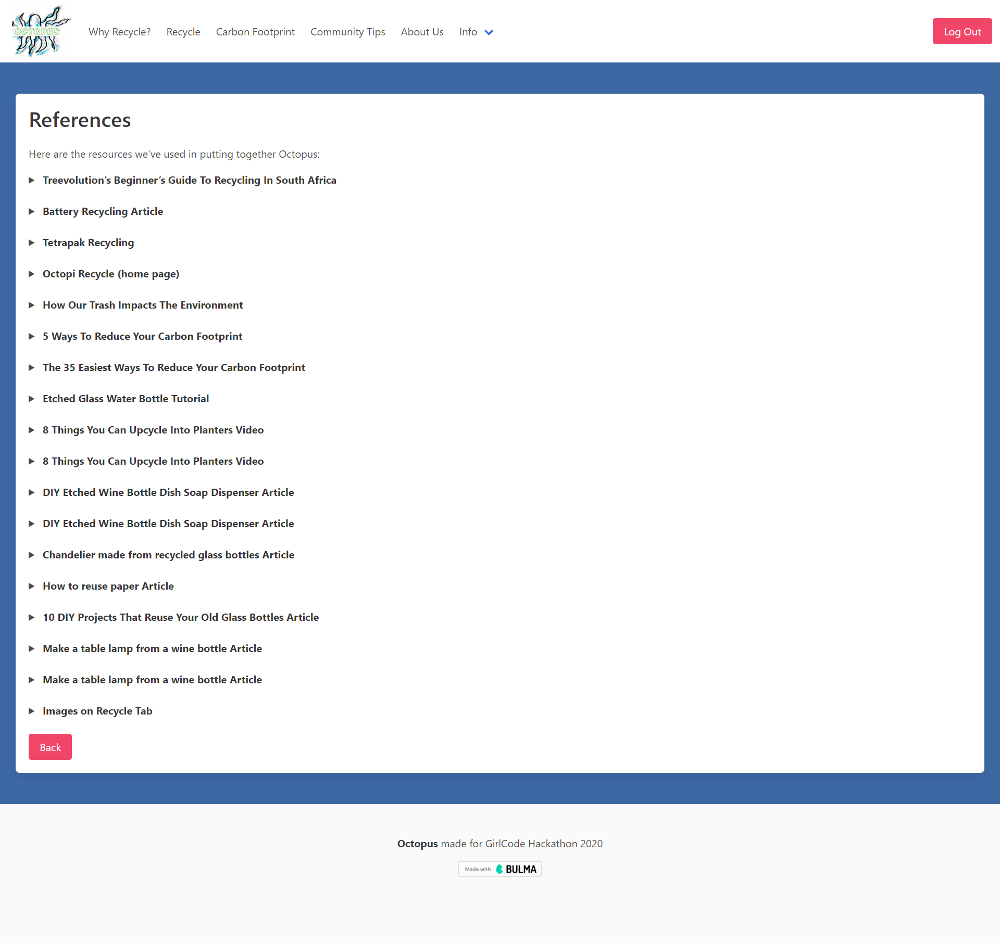 OCTOPUS
Why Recycle? Recycle Carbon Footprint Community Tips About Us Info Log Out
References
Here are the resources we've used in putting together Octopus:
Treevolution’s Beginner’s Guide To Recycling In South Africa
Battery Recycling Article
Tetrapak Recycling
Octopi Recycle (home page)
How Our Trash Impacts The Environment
5 Ways To Reduce Your Carbon Footprint
The 35 Easiest Ways To Reduce Your Carbon Footprint
Etched Glass Water Bottle Tutorial
8 Things You Can Upcycle Into Planters Video
8 Things You Can Upcycle Into Planters Video
DIY Etched Wine Bottle Dish Soap Dispenser Article
DIY Etched Wine Bottle Dish Soap Dispenser Article
Chandelier made from recycled glass bottles Article
How to reuse paper Article
10 DIY Projects That Reuse Your Old Glass Bottles Article
Make a table lamp from a wine bottle Article
Make a table lamp from a wine bottle Article
Images on Recycle Tab
Back
Octopus made for GirlCode Hackathon 2020
Made with BULMA